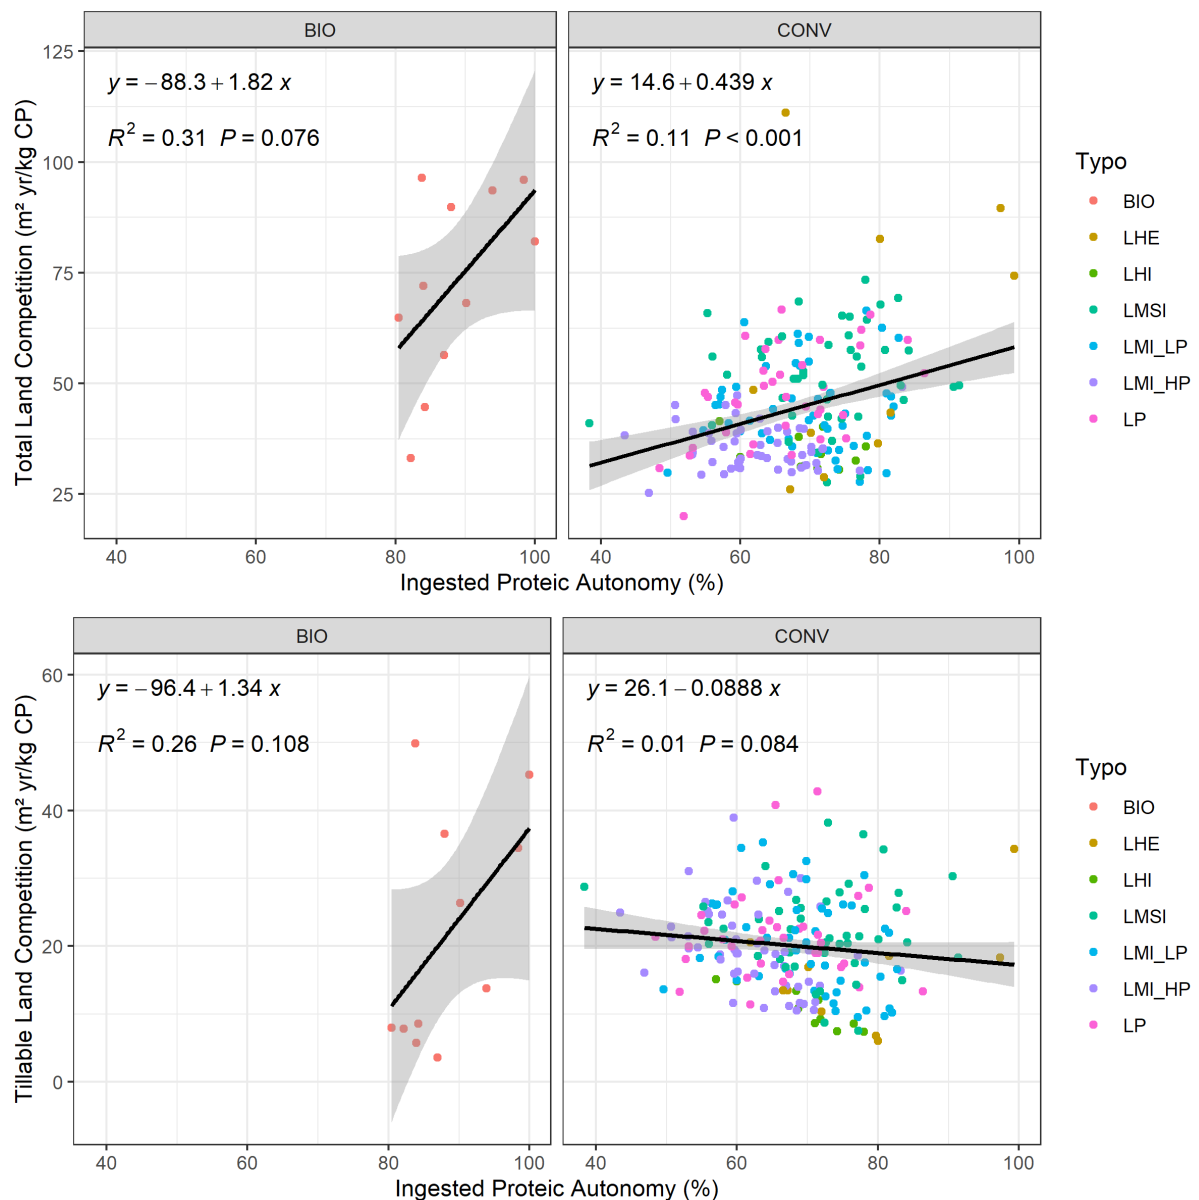 BIO CONV
125
100
75
50
25
Total Land Competition (m² yr/kg CP)
y = −88.3 + 1.82 x
R² = 0.31 P = 0.076
y = 14.6 + 0.439 x
R² = 0.11 P < 0.001
40 60 80 100 40 60 80 100
Ingested Proteic Autonomy (%)
Typo
BIO
LHE
LHI
LMSI
LMI_LP
LMI_HP
LP
BIO CONV
60
40
20
0
Tillable Land Competition (m² yr/kg CP)
y = −96.4 + 1.34 x
R² = 0.26 P = 0.108
y = 26.1 − 0.0888 x
R² = 0.01 P = 0.084
40 60 80 100 40 60 80 100
Ingested Proteic Autonomy (%)
Typo
BIO
LHE
LHI
LMSI
LMI_LP
LMI_HP
LP